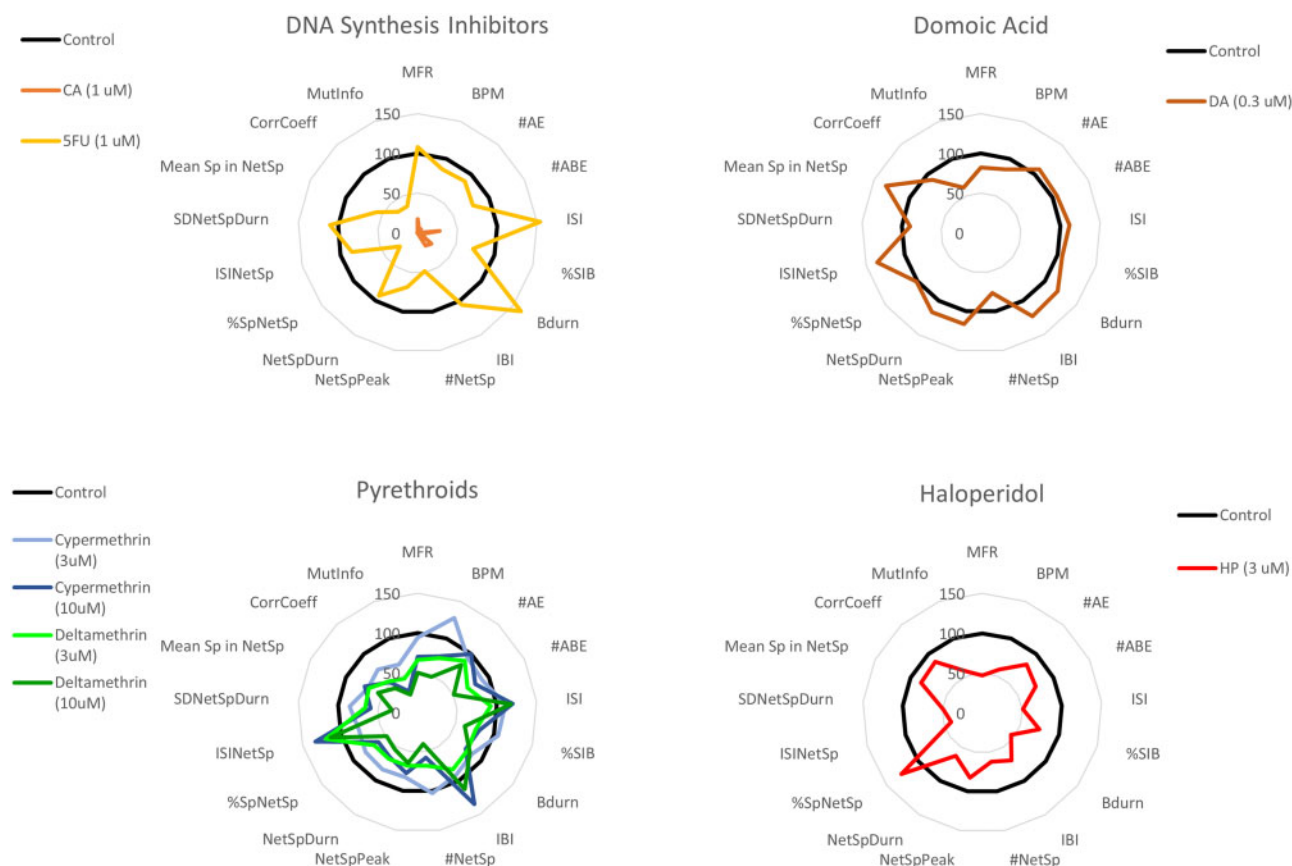 DNA Synthesis Inhibitors
Control
CA (1 uM)
5FU (1 uM)
MFR
BPM
#AE
#ABE
ISI
%SIB
Bdurn
IBI
#NetSp
NetSpPeak
NetSpDurn
%SpNetSp
ISINetSp
SDNetSpDurn
Mean Sp in NetSp
CorrCoeff
MutInfo
150
100
50
0
Domoic Acid
Control
DA (0.3 uM)
MFR
BPM
#AE
#ABE
ISI
%SIB
Bdurn
IBI
#NetSp
NetSpPeak
NetSpDurn
%SpNetSp
ISINetSp
SDNetSpDurn
Mean Sp in NetSp
CorrCoeff
MutInfo
150
100
50
0
Pyrethroids
Control
Cypermethrin
(3uM)
Cypermethrin
(10uM)
Deltamethrin
(3uM)
Deltamethrin
(10uM)
MFR
BPM
#AE
#ABE
ISI
%SIB
Bdurn
IBI
#NetSp
NetSpPeak
NetSpDurn
%SpNetSp
ISINetSp
SDNetSpDurn
Mean Sp in NetSp
CorrCoeff
MutInfo
150
100
50
0
Haloperidol
Control
HP (3 uM)
MFR
BPM
#AE
#ABE
ISI
%SIB
Bdurn
IBI
#NetSp
NetSpPeak
NetSpDurn
%SpNetSp
ISINetSp
SDNetSpDurn
Mean Sp in NetSp
CorrCoeff
MutInfo
150
100
50
0